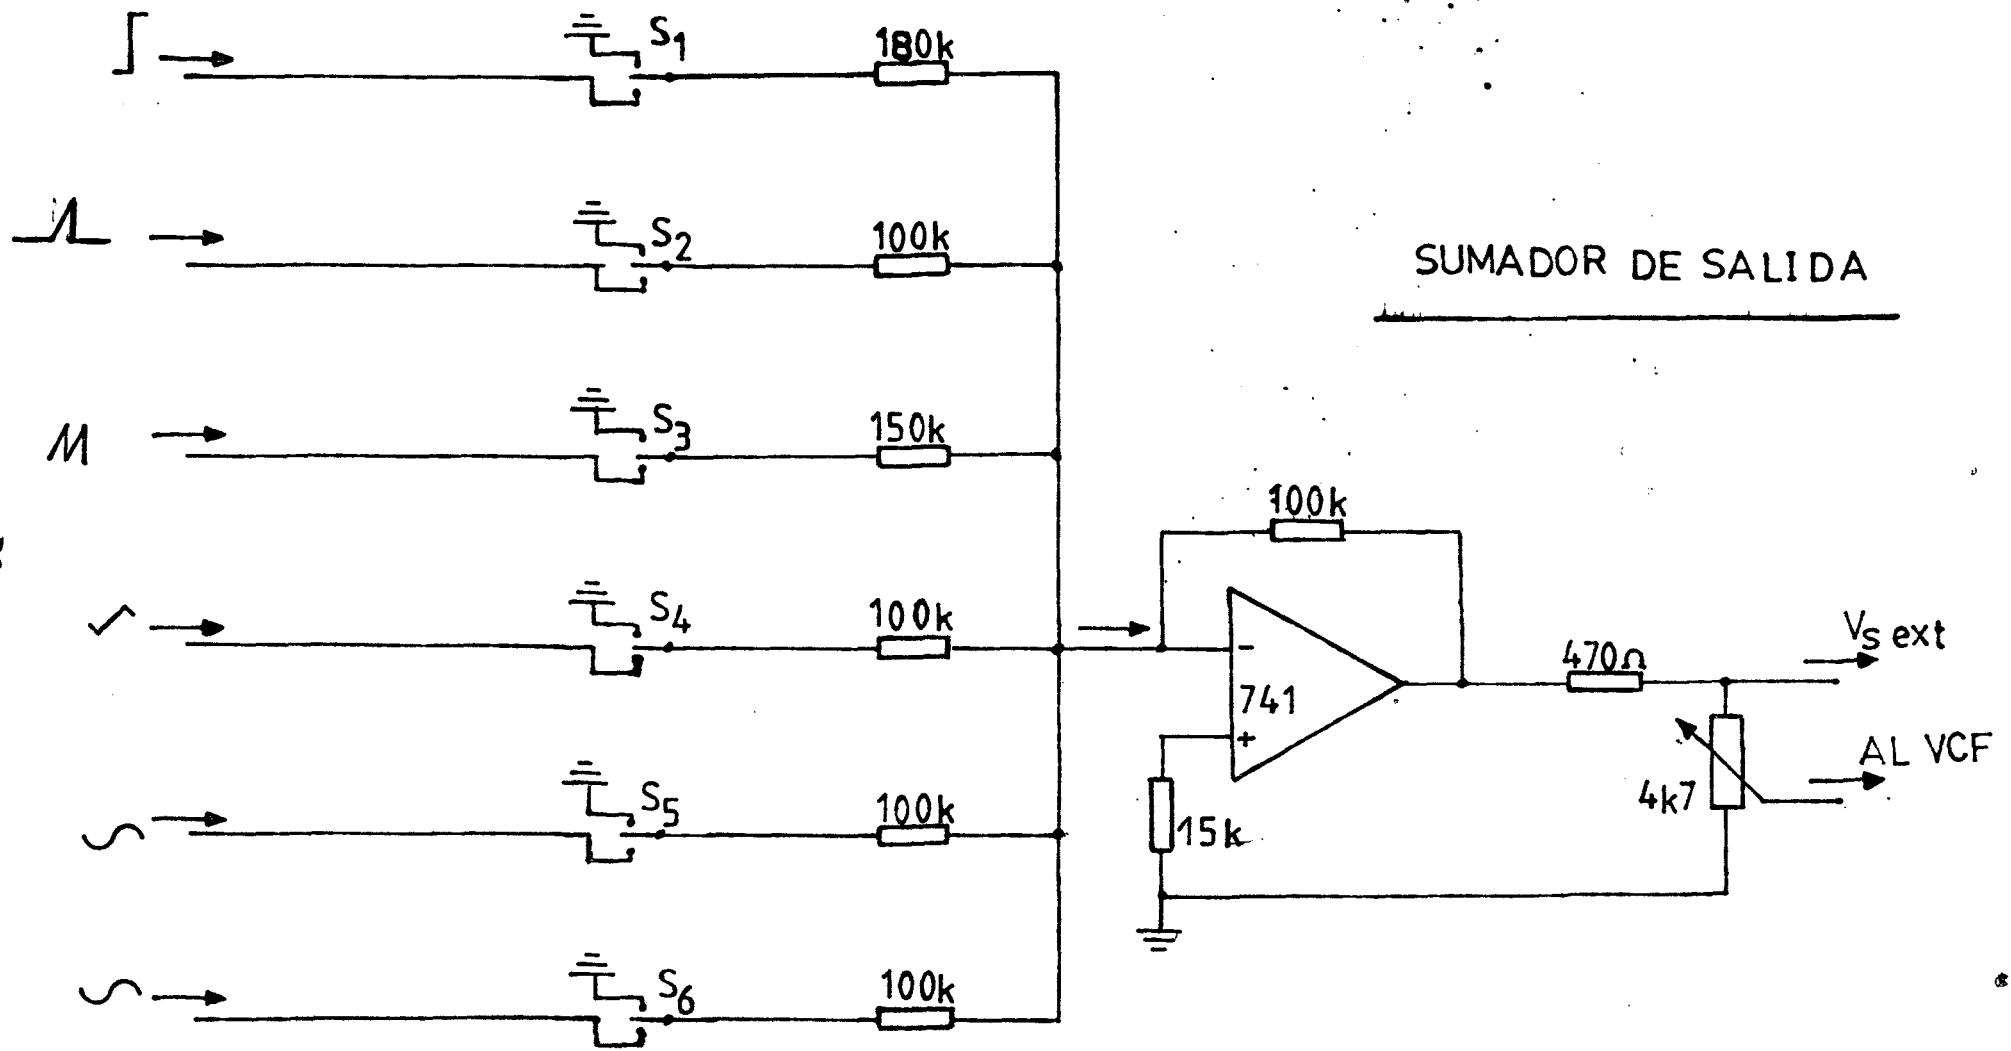 S1
180k
S2
100k
SUMADOR DE SALIDA
S3
150k
100k
S4
100k
-
741
+
470Ω
Vs ext
AL VCF
4k7
S5
100k
15k
S6
100k